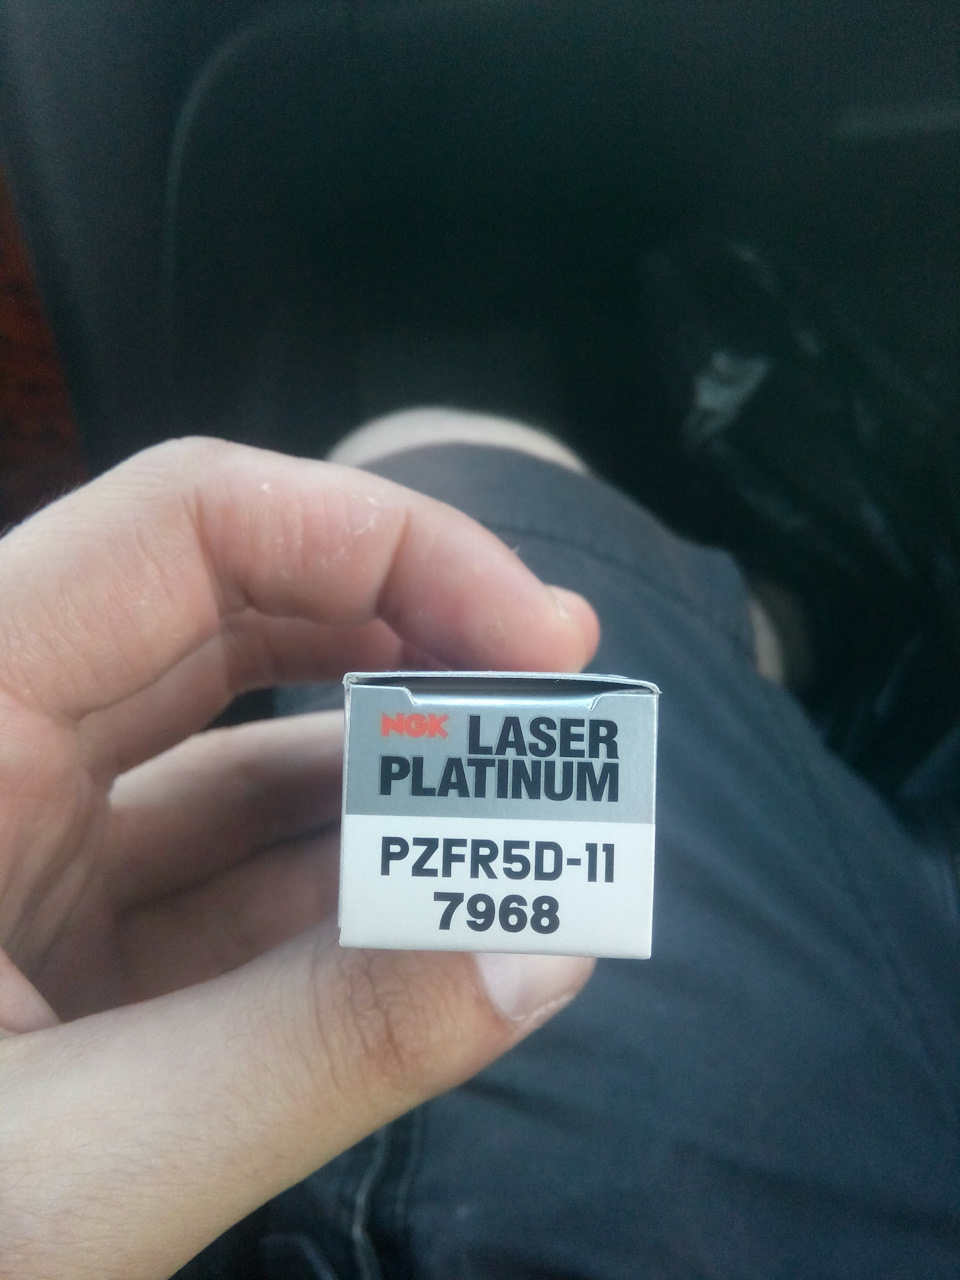 NGK LASER
PLATINUM
PZFR5D-11
7968